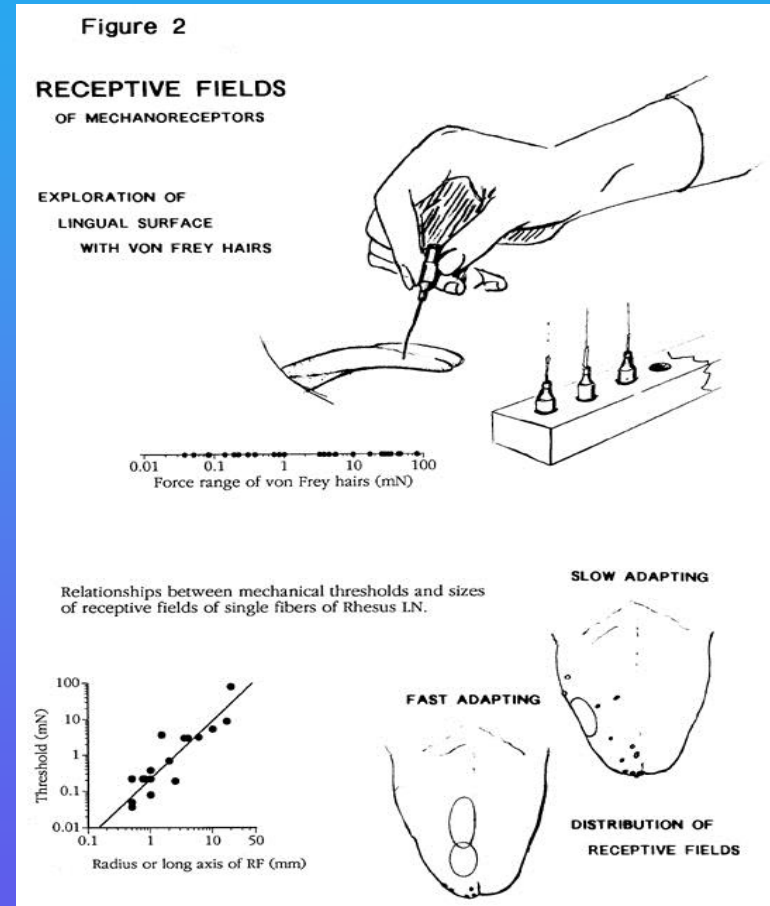 Figure 2
RECEPTIVE FIELDS
OF MECHANORECEPTORS
EXPLORATION OF
LINGUAL SURFACE
WITH VON FREY HAIRS
0.01 0.1 1 10 100
Force range of von Frey hairs (mN)
Relationships between mechanical thresholds and sizes
of receptive fields of single fibers of Rhesus LN.
100
10
1
0.1
0.01
Threshold (mN)
0.1 1 10 50
Radius or long axis of RF (mm)
SLOW ADAPTING
FAST ADAPTING
DISTRIBUTION OF
RECEPTIVE FIELDS